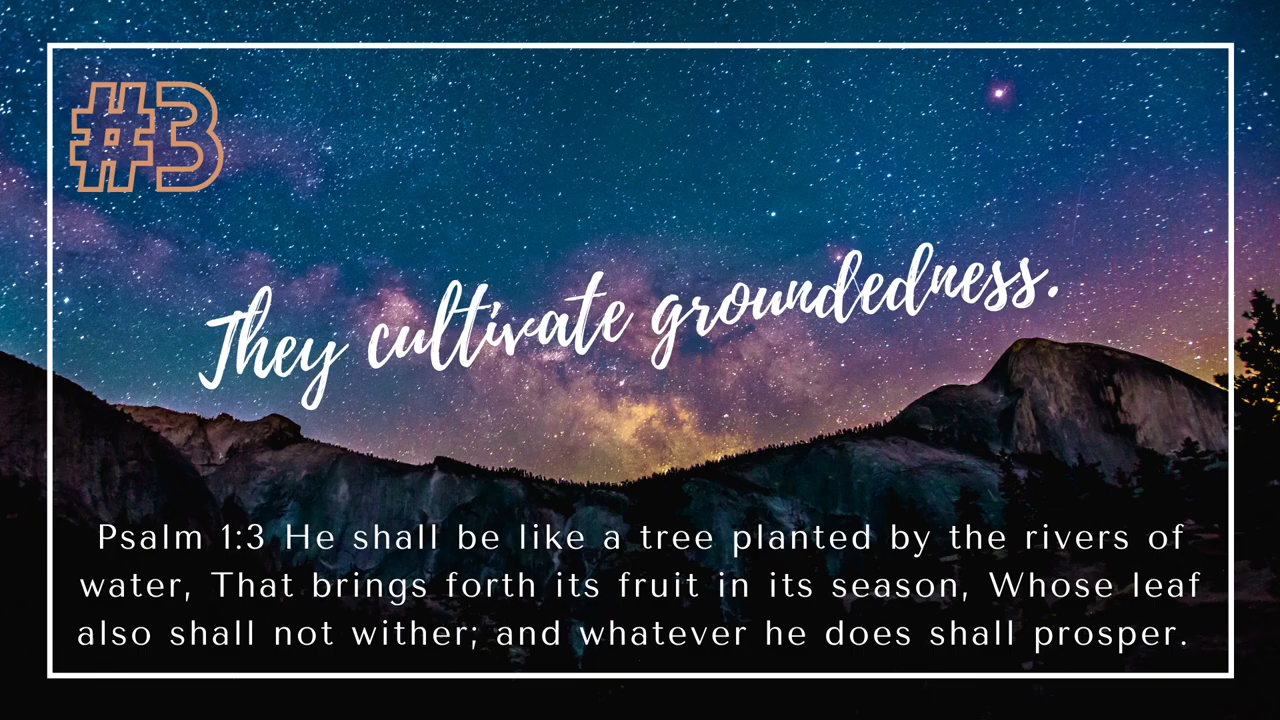 #3
They cultivate groundedness.
Psalm 1:3 He shall be like a tree planted by the rivers of
water, That brings forth its fruit in its season, Whose leaf
also shall not wither; and whatever he does shall prosper.